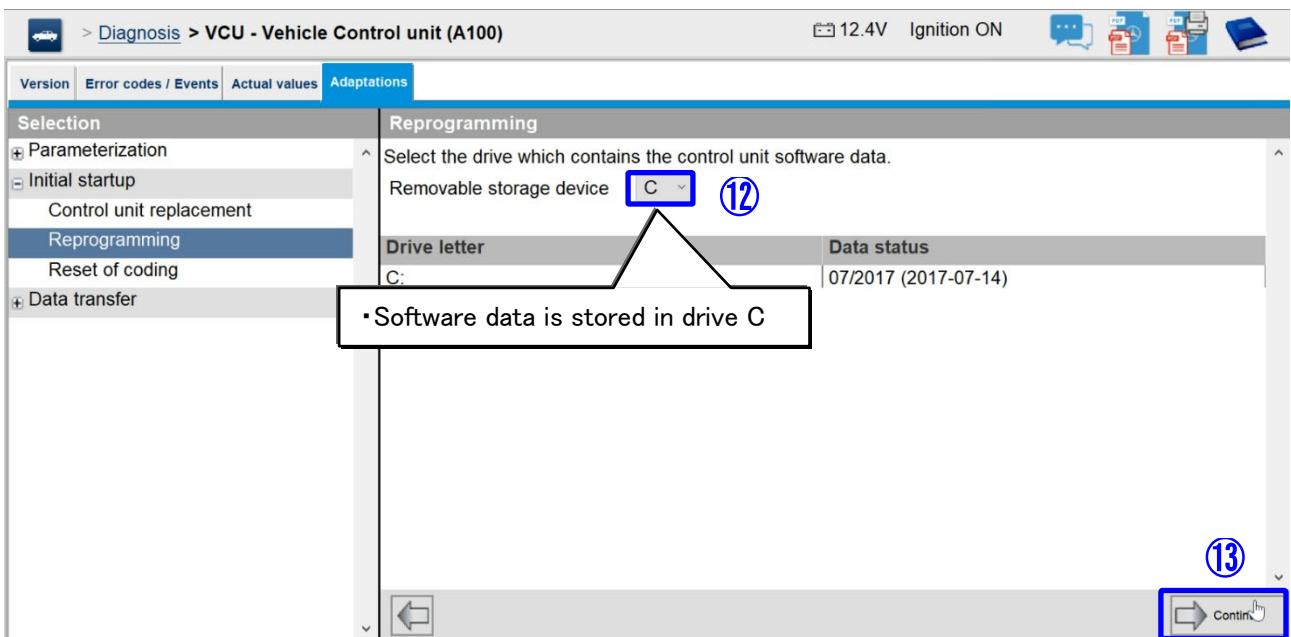 > Diagnosis > VCU - Vehicle Control unit (A100)
12.4V Ignition ON
Version Error codes / Events Actual values Adaptations
Selection
Parameterization
Initial startup
Control unit replacement
Reprogramming
Reset of coding
Data transfer
Reprogramming
Select the drive which contains the control unit software data.
Removable storage device C ⑫
Drive letter Data status
C: 07/2017 (2017-07-14)
・Software data is stored in drive C
⑬